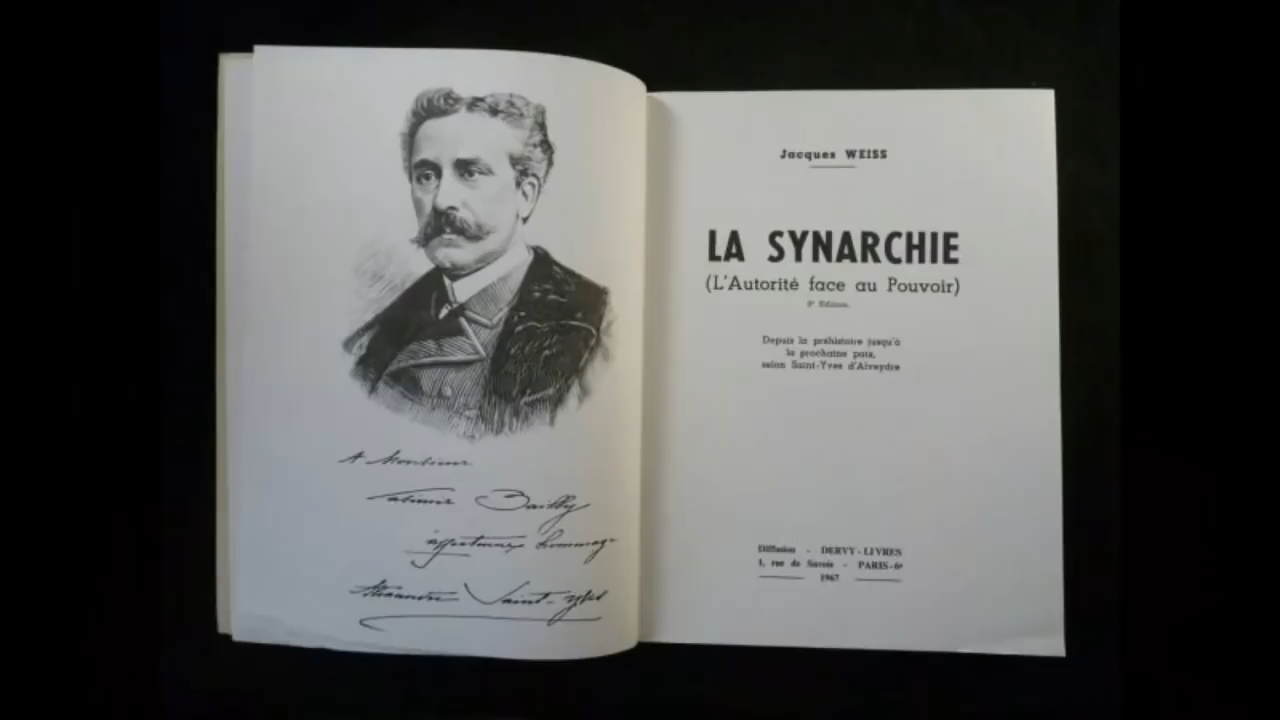 A Monsieur
Bailly
affectueux hommage
Alexandre Saint-Yves
Jacques WEISS
LA SYNARCHIE
(L'Autorité face au Pouvoir)
Edition.
Depuis la préhistoire jusqu'à
la prochaine paix,
selon Saint-Yves d'Alveydre
Diffusion - DERVY-LIVRES
1, rue de Savoie - PARIS-6e
1967